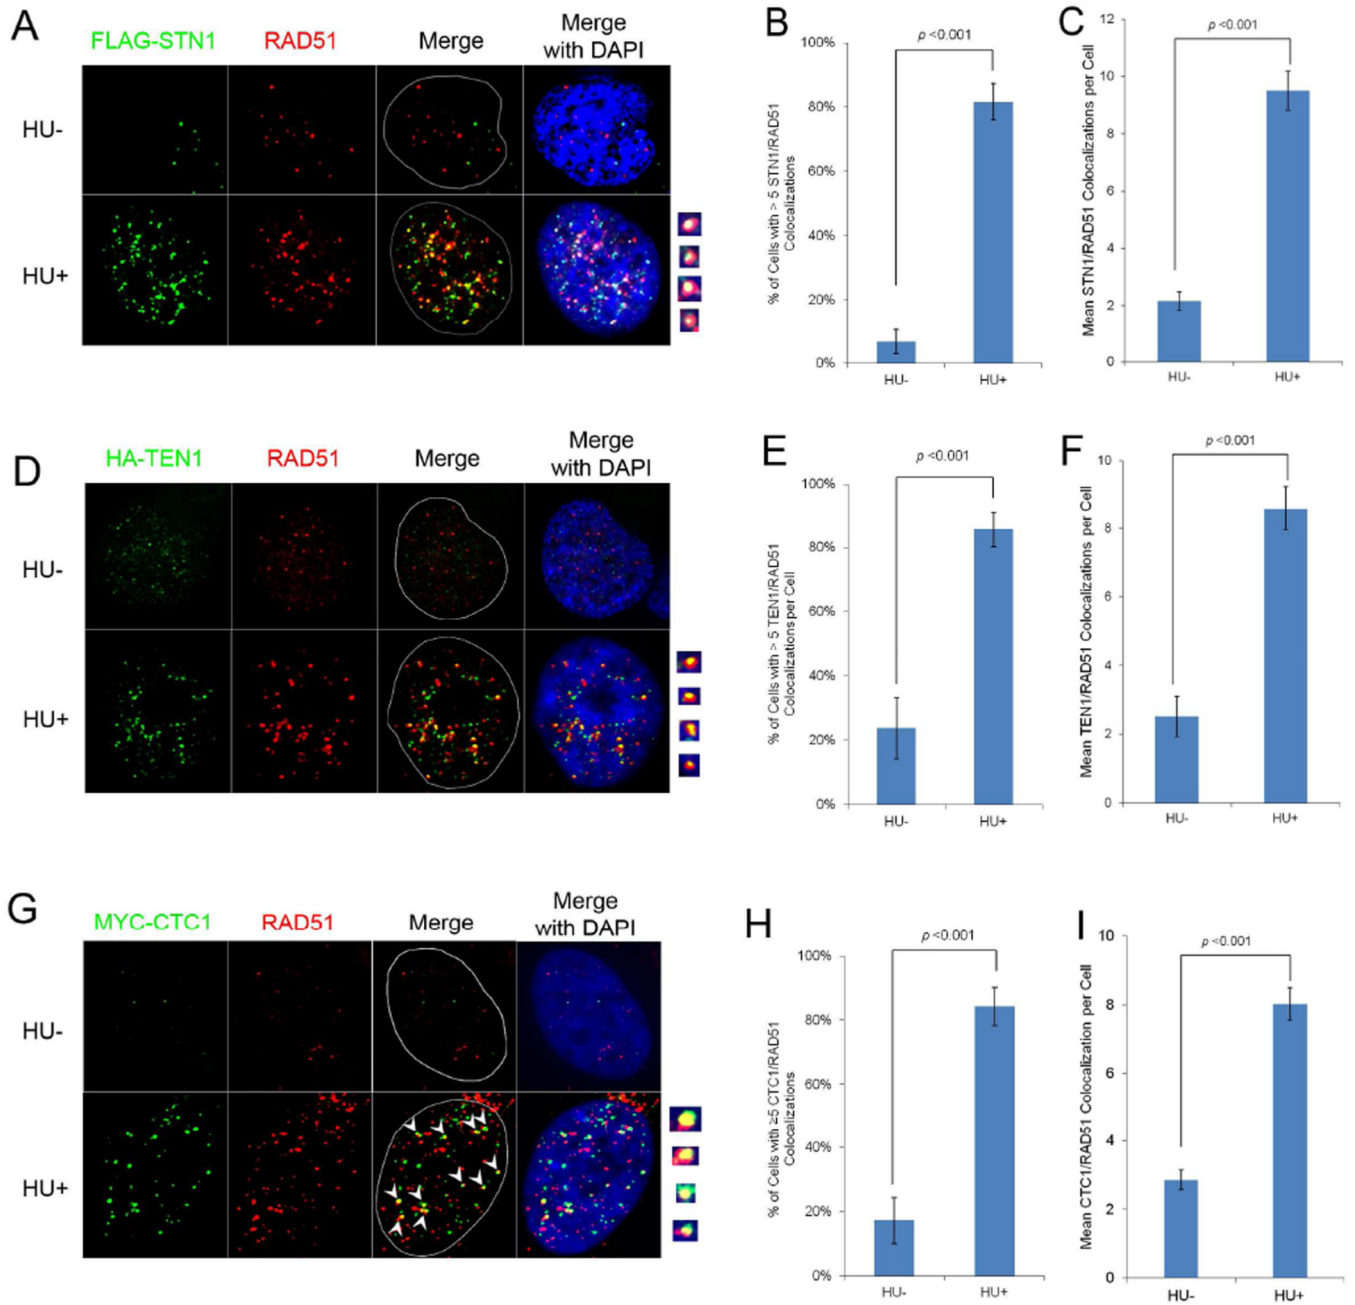 A
FLAG-STN1
RAD51
Merge
Merge
with DAPI
HU-
HU+
B
p <0.001
% of Cells with > 5 STN1/RAD51
Colocalizations
100%
80%
60%
40%
20%
0%
HU-
HU+
C
p <0.001
Mean STN1/RAD51 Colocalizations per Cell
12
10
8
6
4
2
0
HU-
HU+
D
HA-TEN1
RAD51
Merge
Merge
with DAPI
HU-
HU+
E
p <0.001
% of Cells with > 5 TEN1/RAD51
Colocalizations per Cell
100%
80%
60%
40%
20%
0%
HU-
HU+
F
p <0.001
Mean TEN1/RAD51 Colocalizations per Cell
10
8
6
4
2
0
HU-
HU+
G
MYC-CTC1
RAD51
Merge
Merge
with DAPI
HU-
HU+
H
p <0.001
% of Cells with ≥5 CTC1/RAD51
Colocalizations
100%
80%
60%
40%
20%
0%
HU-
HU+
I
p <0.001
Mean CTC1/RAD51 Colocalization per Cell
10
8
6
4
2
0
HU-
HU+